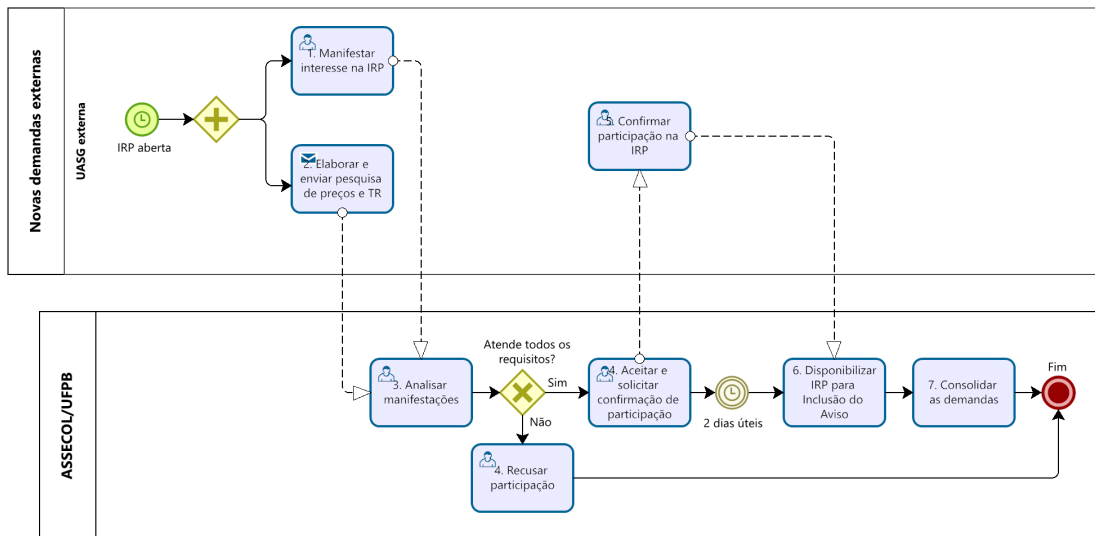 Novas demandas externas
UASG externa
IRP aberta
1. Manifestar
interesse na IRP
2. Elaborar e
enviar pesquisa
de preços e TR
5. Confirmar
participação na
IRP
ASSECOL/UFPB
3. Analisar
manifestações
Atende todos os
requisitos?
Sim
Não
4. Aceitar e
solicitar
confirmação de
participação
4. Recusar
participação
2 dias úteis
6. Disponibilizar
IRP para
Inclusão do
Aviso
7. Consolidar
as demandas
Fim